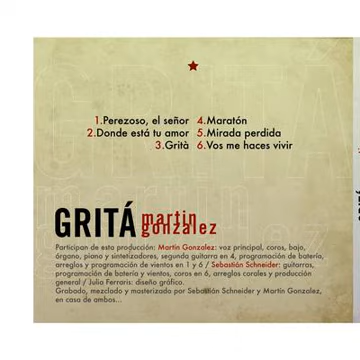 1.Perezoso, el señor
2.Donde está tu amor
3.Gritá
4.Maratón
5.Mirada perdida
6.Vos me haces vivir
GRITÁ martin gonzalez
Participan de esta producción: Martin Gonzalez: voz principal, coros, bajo,
órgano, piano y sintetizadores, segunda guitarra en 4, programación de batería,
arreglos y programación de vientos en 1 y 6 / Sebastián Schneider: guitarras,
programación de batería y vientos, coros en 6, arreglos corales y producción
general / Julia Ferraris: diseño gráfico.
Grabado, mezclado y masterizado por Sebastián Schneider y Martín Gonzalez,
en casa de ambos...